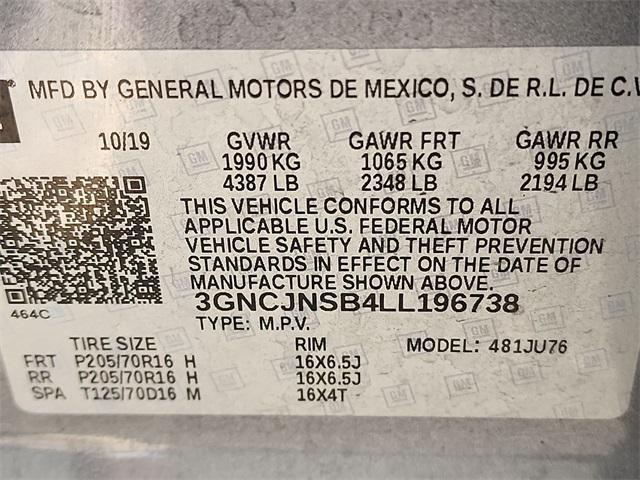 MFD BY GENERAL MOTORS DE MEXICO, S. DE R.L. DE C.V
10/19 GVWR GAWR FRT GAWR RR
1990 KG 1065 KG 995 KG
4387 LB 2348 LB 2194 LB
THIS VEHICLE CONFORMS TO ALL
APPLICABLE U.S. FEDERAL MOTOR
VEHICLE SAFETY AND THEFT PREVENTION
STANDARDS IN EFFECT ON THE DATE OF
MANUFACTURE SHOWN ABOVE.
3GNCJNSB4LL196738
464C
TYPE: M.P.V.
TIRE SIZE RIM MODEL: 481JU76
FRT P205/70R16 H 16X6.5J
RR P205/70R16 H 16X6.5J
SPA T125/70D16 M 16X4T